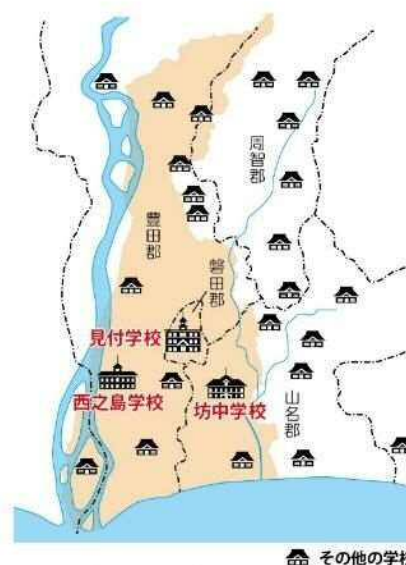 周智郡
豊田郡
磐田郡
見付学校
西之島学校
坊中学校
山名郡
その他の学校